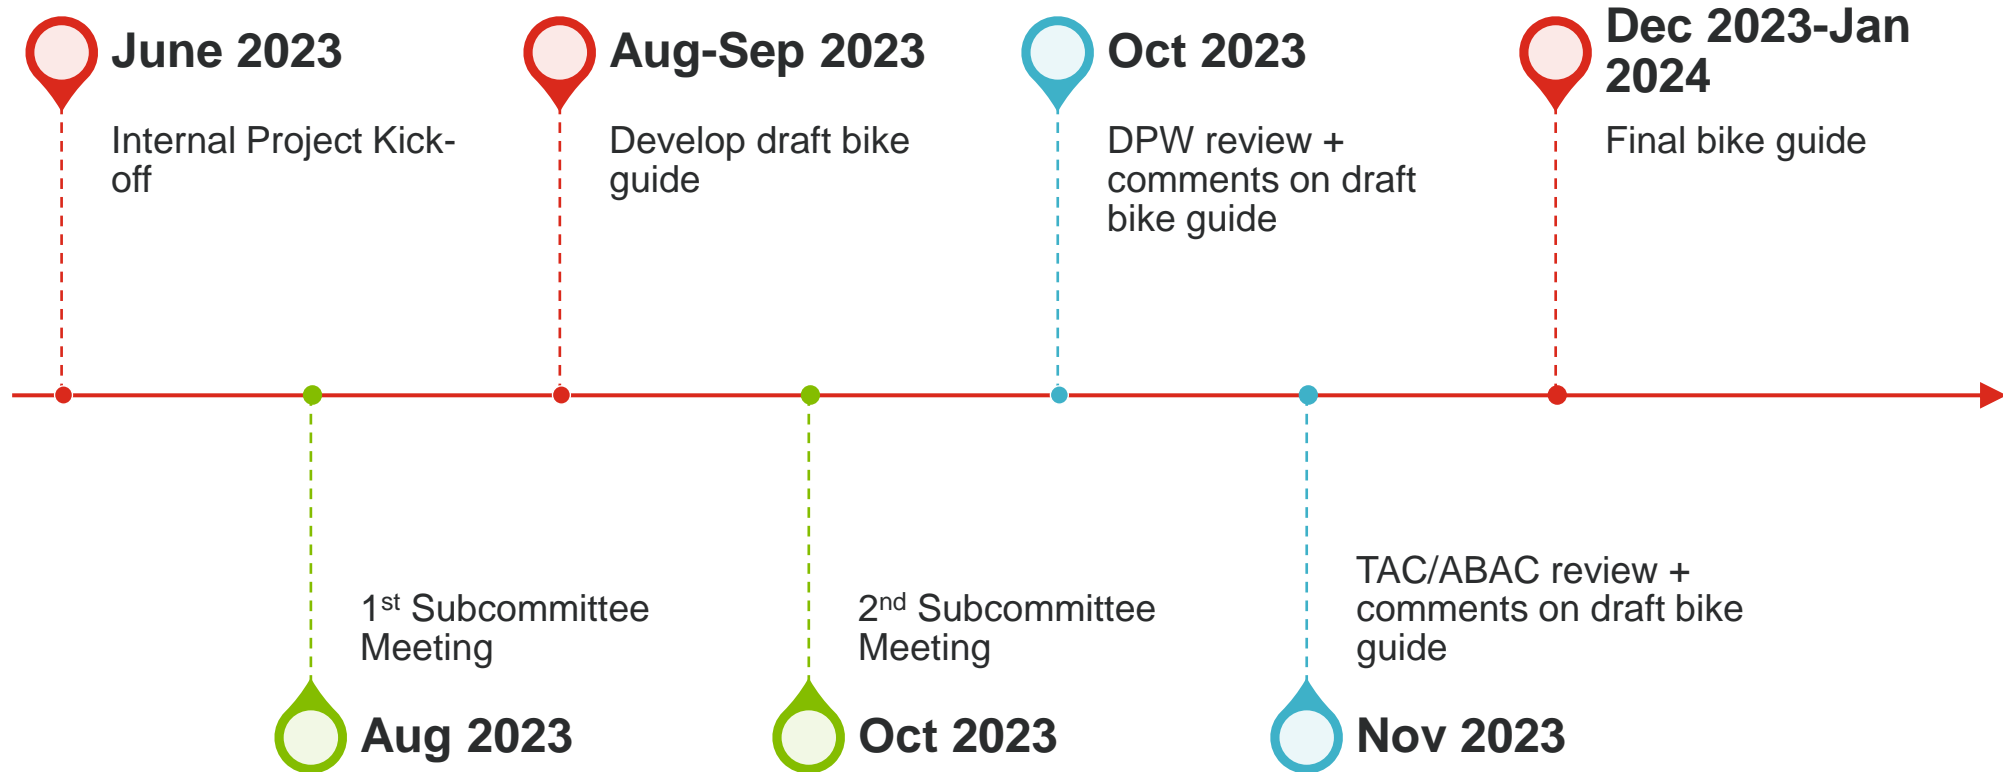 June 2023
Internal Project Kick-
off
Aug-Sep 2023
Develop draft bike
guide
Oct 2023
DPW review +
comments on draft
bike guide
Dec 2023-Jan
2024
Final bike guide
1st Subcommittee
Meeting
Aug 2023
2nd Subcommittee
Meeting
Oct 2023
TAC/ABAC review +
comments on draft bike
guide
Nov 2023